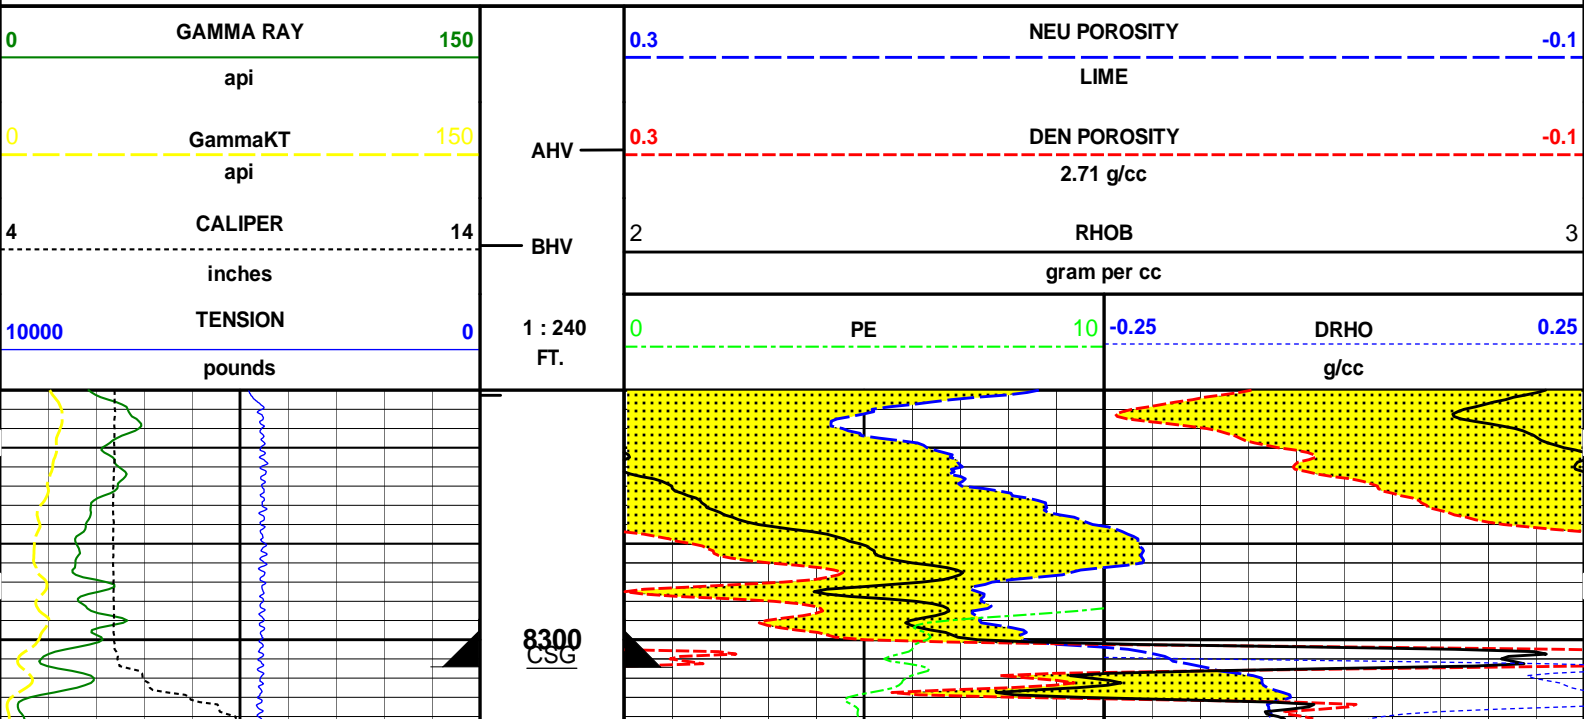 GAMMA RAY
0 150
api
GammaKT
0 150
api
CALIPER
4 14
inches
TENSION
10000 0
pounds
AHV
BHV
1 : 240
FT.
NEU POROSITY
0.3 -0.1
LIME
DEN POROSITY
0.3 -0.1
2.71 g/cc
RHOB
2 3
gram per cc
0 PE 10
-0.25 DRHO 0.25
g/cc
8300
CSG